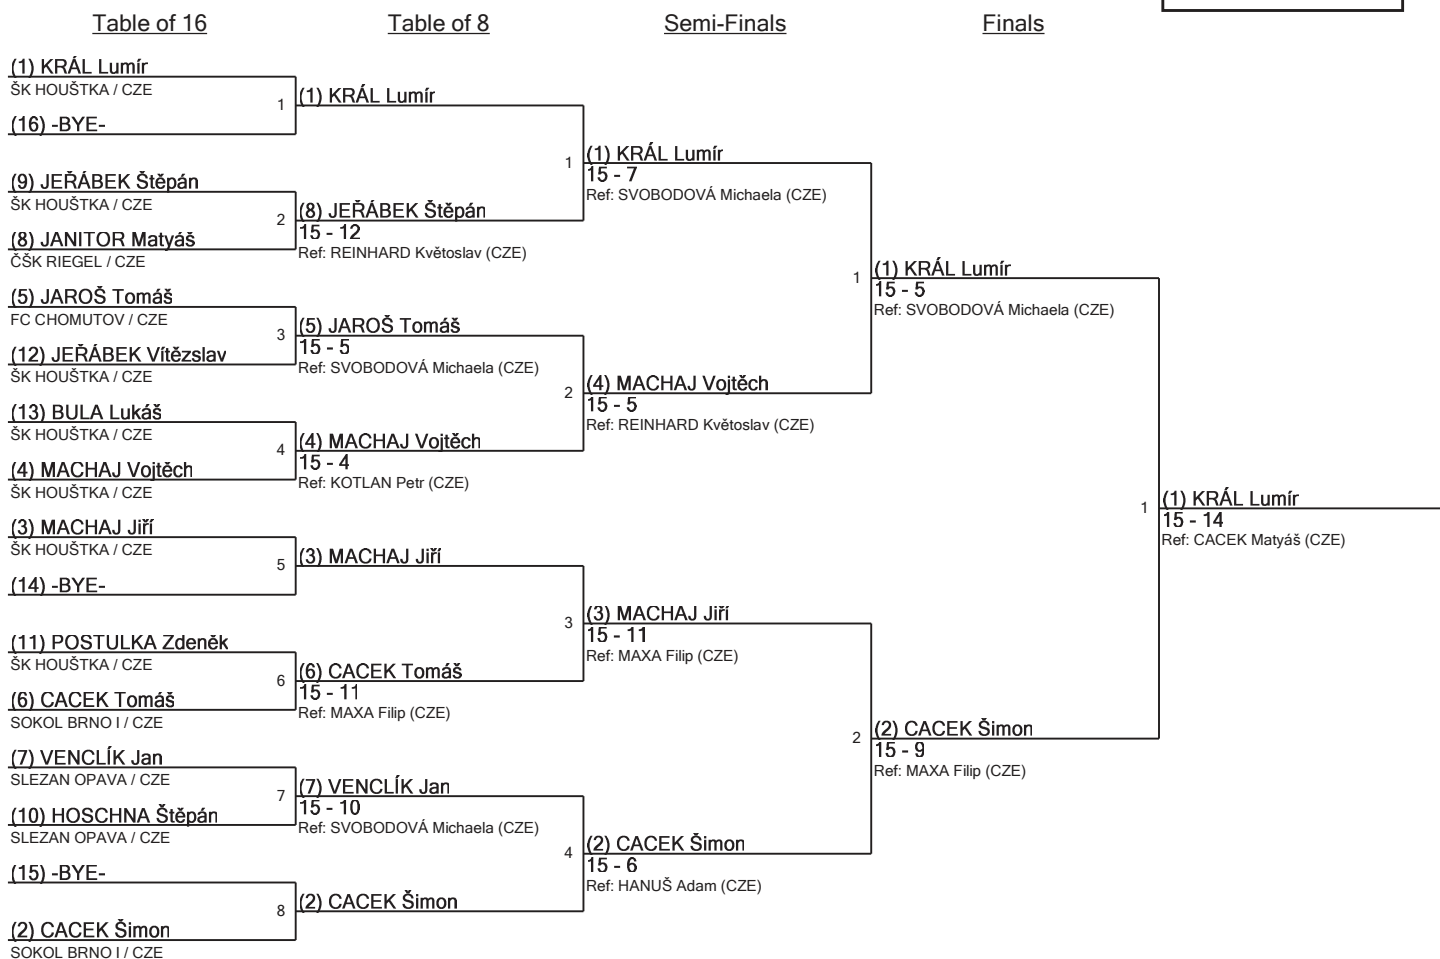 Table of 16
Table of 8
Semi-Finals
Finals
(1) KRÁL Lumír
ŠK HOUŠTKA / CZE
(16) -BYE-
(9) JEŘÁBEK Štěpán
ŠK HOUŠTKA / CZE
(8) JANITOR Matyáš
ČŠK RIEGEL / CZE
(5) JAROŠ Tomáš
FC CHOMUTOV / CZE
(12) JEŘÁBEK Vítězslav
ŠK HOUŠTKA / CZE
(13) BULA Lukáš
ŠK HOUŠTKA / CZE
(4) MACHAJ Vojtěch
ŠK HOUŠTKA / CZE
(3) MACHAJ Jiří
ŠK HOUŠTKA / CZE
(14) -BYE-
(11) POSTULKA Zdeněk
ŠK HOUŠTKA / CZE
(6) CACEK Tomáš
SOKOL BRNO I / CZE
(7) VENCLÍK Jan
SLEZAN OPAVA / CZE
(10) HOSCHNA Štěpán
SLEZAN OPAVA / CZE
(15) -BYE-
(2) CACEK Šimon
SOKOL BRNO I / CZE
1
(1) KRÁL Lumír
2
(8) JEŘÁBEK Štěpán
15 - 12
Ref: REINHARD Květoslav (CZE)
3
(5) JAROŠ Tomáš
15 - 5
Ref: SVOBODOVÁ Michaela (CZE)
4
(4) MACHAJ Vojtěch
15 - 4
Ref: KOTLAN Petr (CZE)
5
(3) MACHAJ Jiří
6
(6) CACEK Tomáš
15 - 11
Ref: MAXA Filip (CZE)
7
(7) VENCLÍK Jan
15 - 10
Ref: SVOBODOVÁ Michaela (CZE)
8
(2) CACEK Šimon
1
(1) KRÁL Lumír
15 - 7
Ref: SVOBODOVÁ Michaela (CZE)
2
(4) MACHAJ Vojtěch
15 - 5
Ref: REINHARD Květoslav (CZE)
3
(3) MACHAJ Jiří
15 - 11
Ref: MAXA Filip (CZE)
4
(2) CACEK Šimon
15 - 6
Ref: HANUŠ Adam (CZE)
1
(1) KRÁL Lumír
15 - 5
Ref: SVOBODOVÁ Michaela (CZE)
2
(2) CACEK Šimon
15 - 9
Ref: MAXA Filip (CZE)
1
(1) KRÁL Lumír
15 - 14
Ref: CACEK Matyáš (CZE)